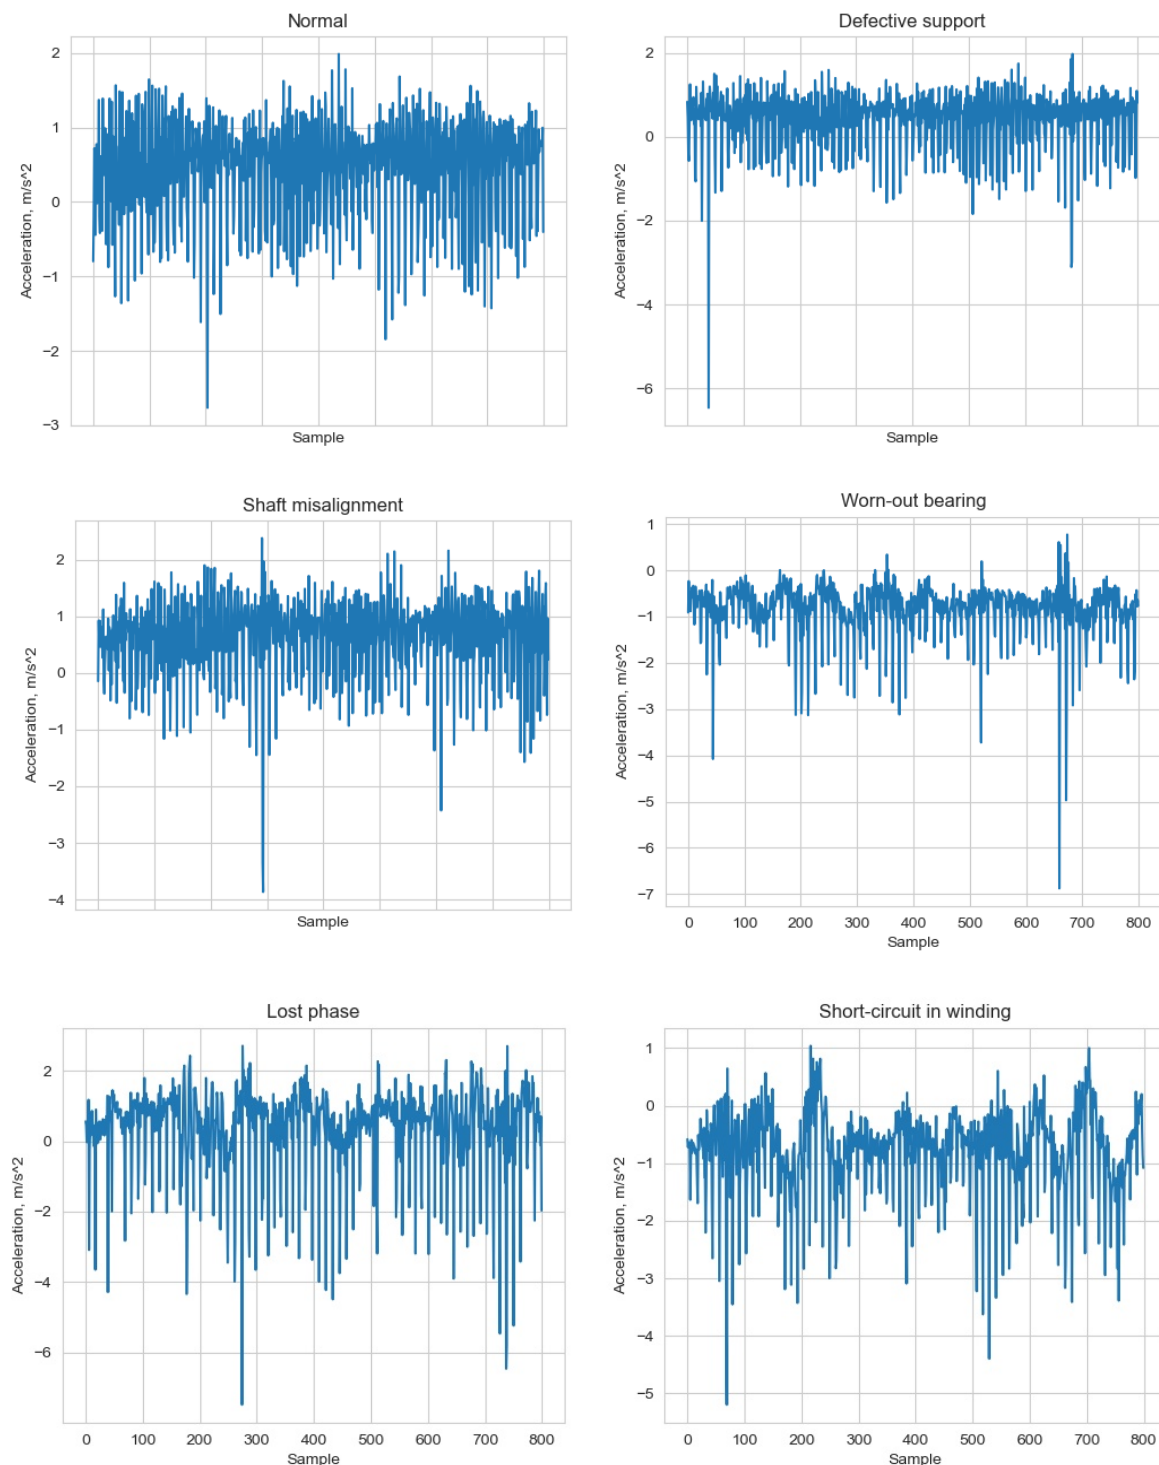 Normal
2
1
0
−1
−2
−3
Acceleration, m/s^2
Sample
Defective support
2
0
−2
−4
−6
Acceleration, m/s^2
Sample
Shaft misalignment
2
1
0
−1
−2
−3
−4
Acceleration, m/s^2
Sample
Worn-out bearing
1
0
−1
−2
−3
−4
−5
−6
−7
Acceleration, m/s^2
0 100 200 300 400 500 600 700 800
Sample
Lost phase
2
0
−2
−4
−6
Acceleration, m/s^2
0 100 200 300 400 500 600 700 800
Sample
Short-circuit in winding
1
0
−1
−2
−3
−4
−5
Acceleration, m/s^2
0 100 200 300 400 500 600 700 800
Sample